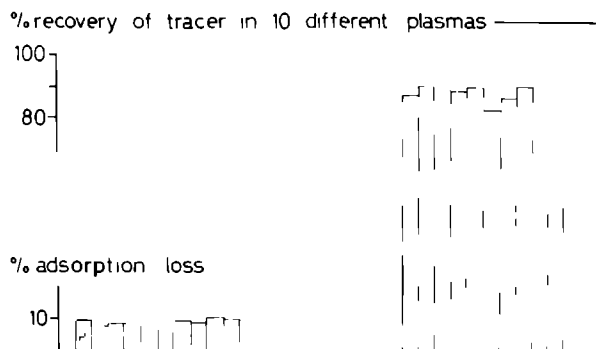 % recovery of tracer in 10 different plasmas
100
80
% adsorption loss
10